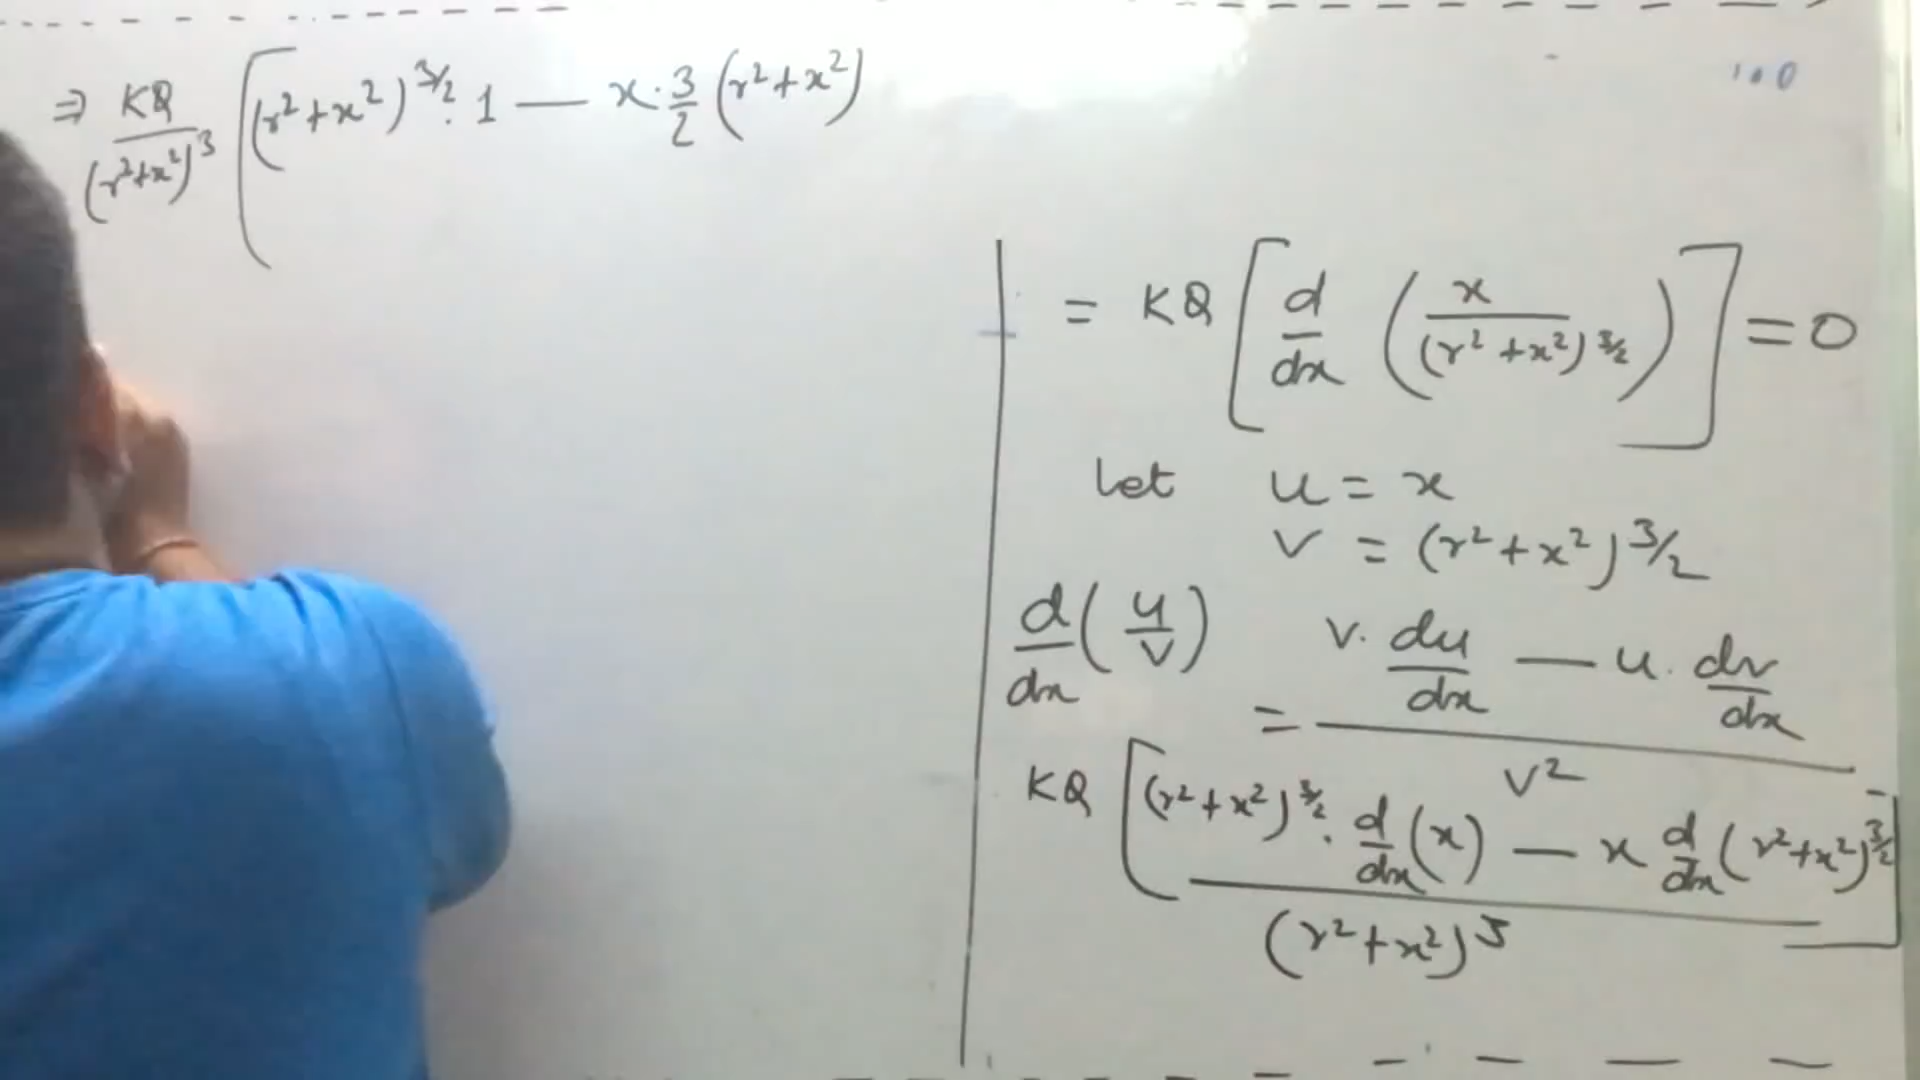 ⇒ KQ/(r²+x²)³ [(r²+x²)^3/2 . 1 — x . 3/2 (r²+x²)
= KQ [d/dx (x/(r²+x²)^3/2)] = 0
Let u = x
v = (r²+x²)^3/2
d/dx (u/v) = (v. du/dx — u. dv/dx)/v²
KQ [((r²+x²)^3/2 . d/dx (x) — x d/dx (r²+x²)^3/2)/(r²+x²)³]